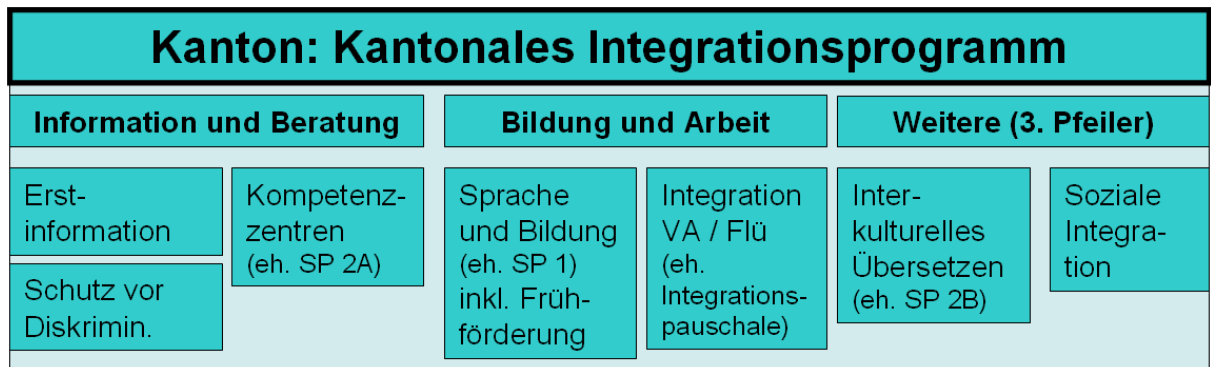 Kanton: Kantonales Integrationsprogramm
Information und Beratung
Erst-
information
Schutz vor
Diskrimin.
Kompetenz-
zentren
(eh. SP 2A)
Bildung und Arbeit
Sprache
und Bildung
(eh. SP 1)
inkl. Früh-
förderung
Integration
VA / Flü
(eh.
Integrations-
pauschale)
Weitere (3. Pfeiler)
Inter-
kulturelles
Übersetzen
(eh. SP 2B)
Soziale
Integra-
tion